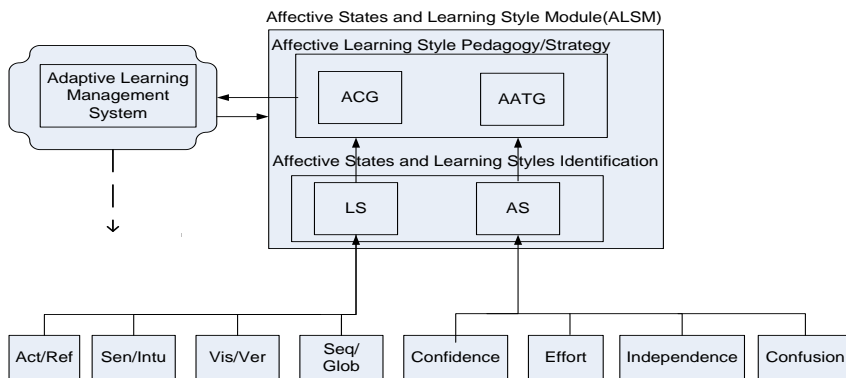 Affective States and Learning Style Module(ALSM)
Affective Learning Style Pedagogy/Strategy
Adaptive Learning
Management
System
ACG
AATG
Affective States and Learning Styles Identification
LS
AS
Act/Ref
Sen/Intu
Vis/Ver
Seq/
Glob
Confidence
Effort
Independence
Confusion